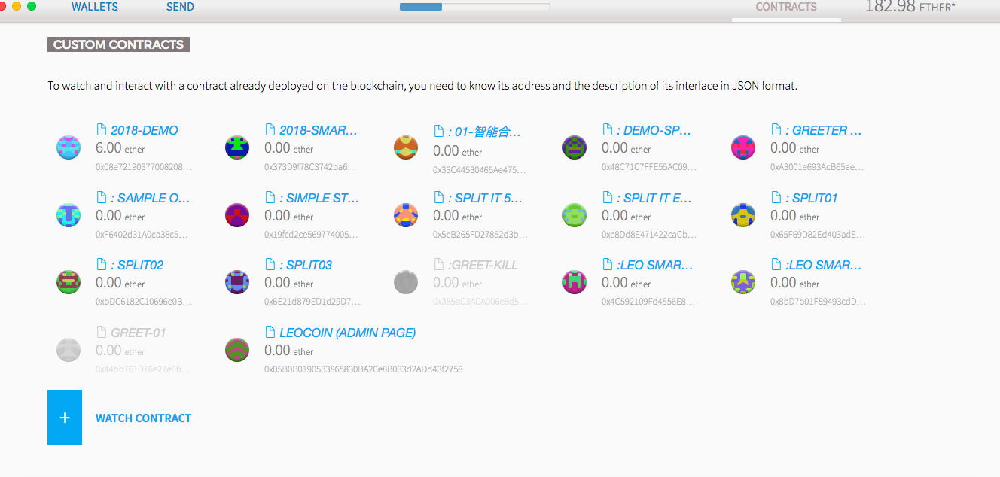 WALLETS SEND CONTRACTS 182.98 ETHER*
CUSTOM CONTRACTS
To watch and interact with a contract already deployed on the blockchain, you need to know its address and the description of its interface in JSON format.
2018-DEMO
6.00 ether
0x08e72190377008208...
2018-SMAR...
0.00 ether
0x373D9f78C3742ba6...
: 01-智能合...
0.00 ether
0x33C44530465Ae475...
: DEMO-SP...
0.00 ether
0x48C71C7FFE55AC09...
: GREETER ...
0.00 ether
0xA3001e693AcB65ae...
: SAMPLE O...
0.00 ether
0xF6402d31A0ca38c5...
: SIMPLE ST...
0.00 ether
0x19fcd2ce569774005...
: SPLIT IT 5...
0.00 ether
0x5cB265FD27852d3b...
: SPLIT IT E...
0.00 ether
0xe8Dd8E471422caCb...
: SPLIT01
0.00 ether
0x65F69D82Ed403adE...
: SPLIT02
0.00 ether
0xbDC6182C10696e0B...
: SPLIT03
0.00 ether
0x6E21d879ED1d29D7...
:GREET-KILL
0.00 ether
0x385aC3ACA006e8d5...
:LEO SMAR...
0.00 ether
0x4C592109Fd4556E8...
:LEO SMAR...
0.00 ether
0x8bD7b01F89493cdD...
GREET-01
0.00 ether
0x44bb761D16e27e6b...
LEOCOIN (ADMIN PAGE)
0.00 ether
0x05B0B0190533865830BA20e8B033d2ADd43f2758
+ WATCH CONTRACT